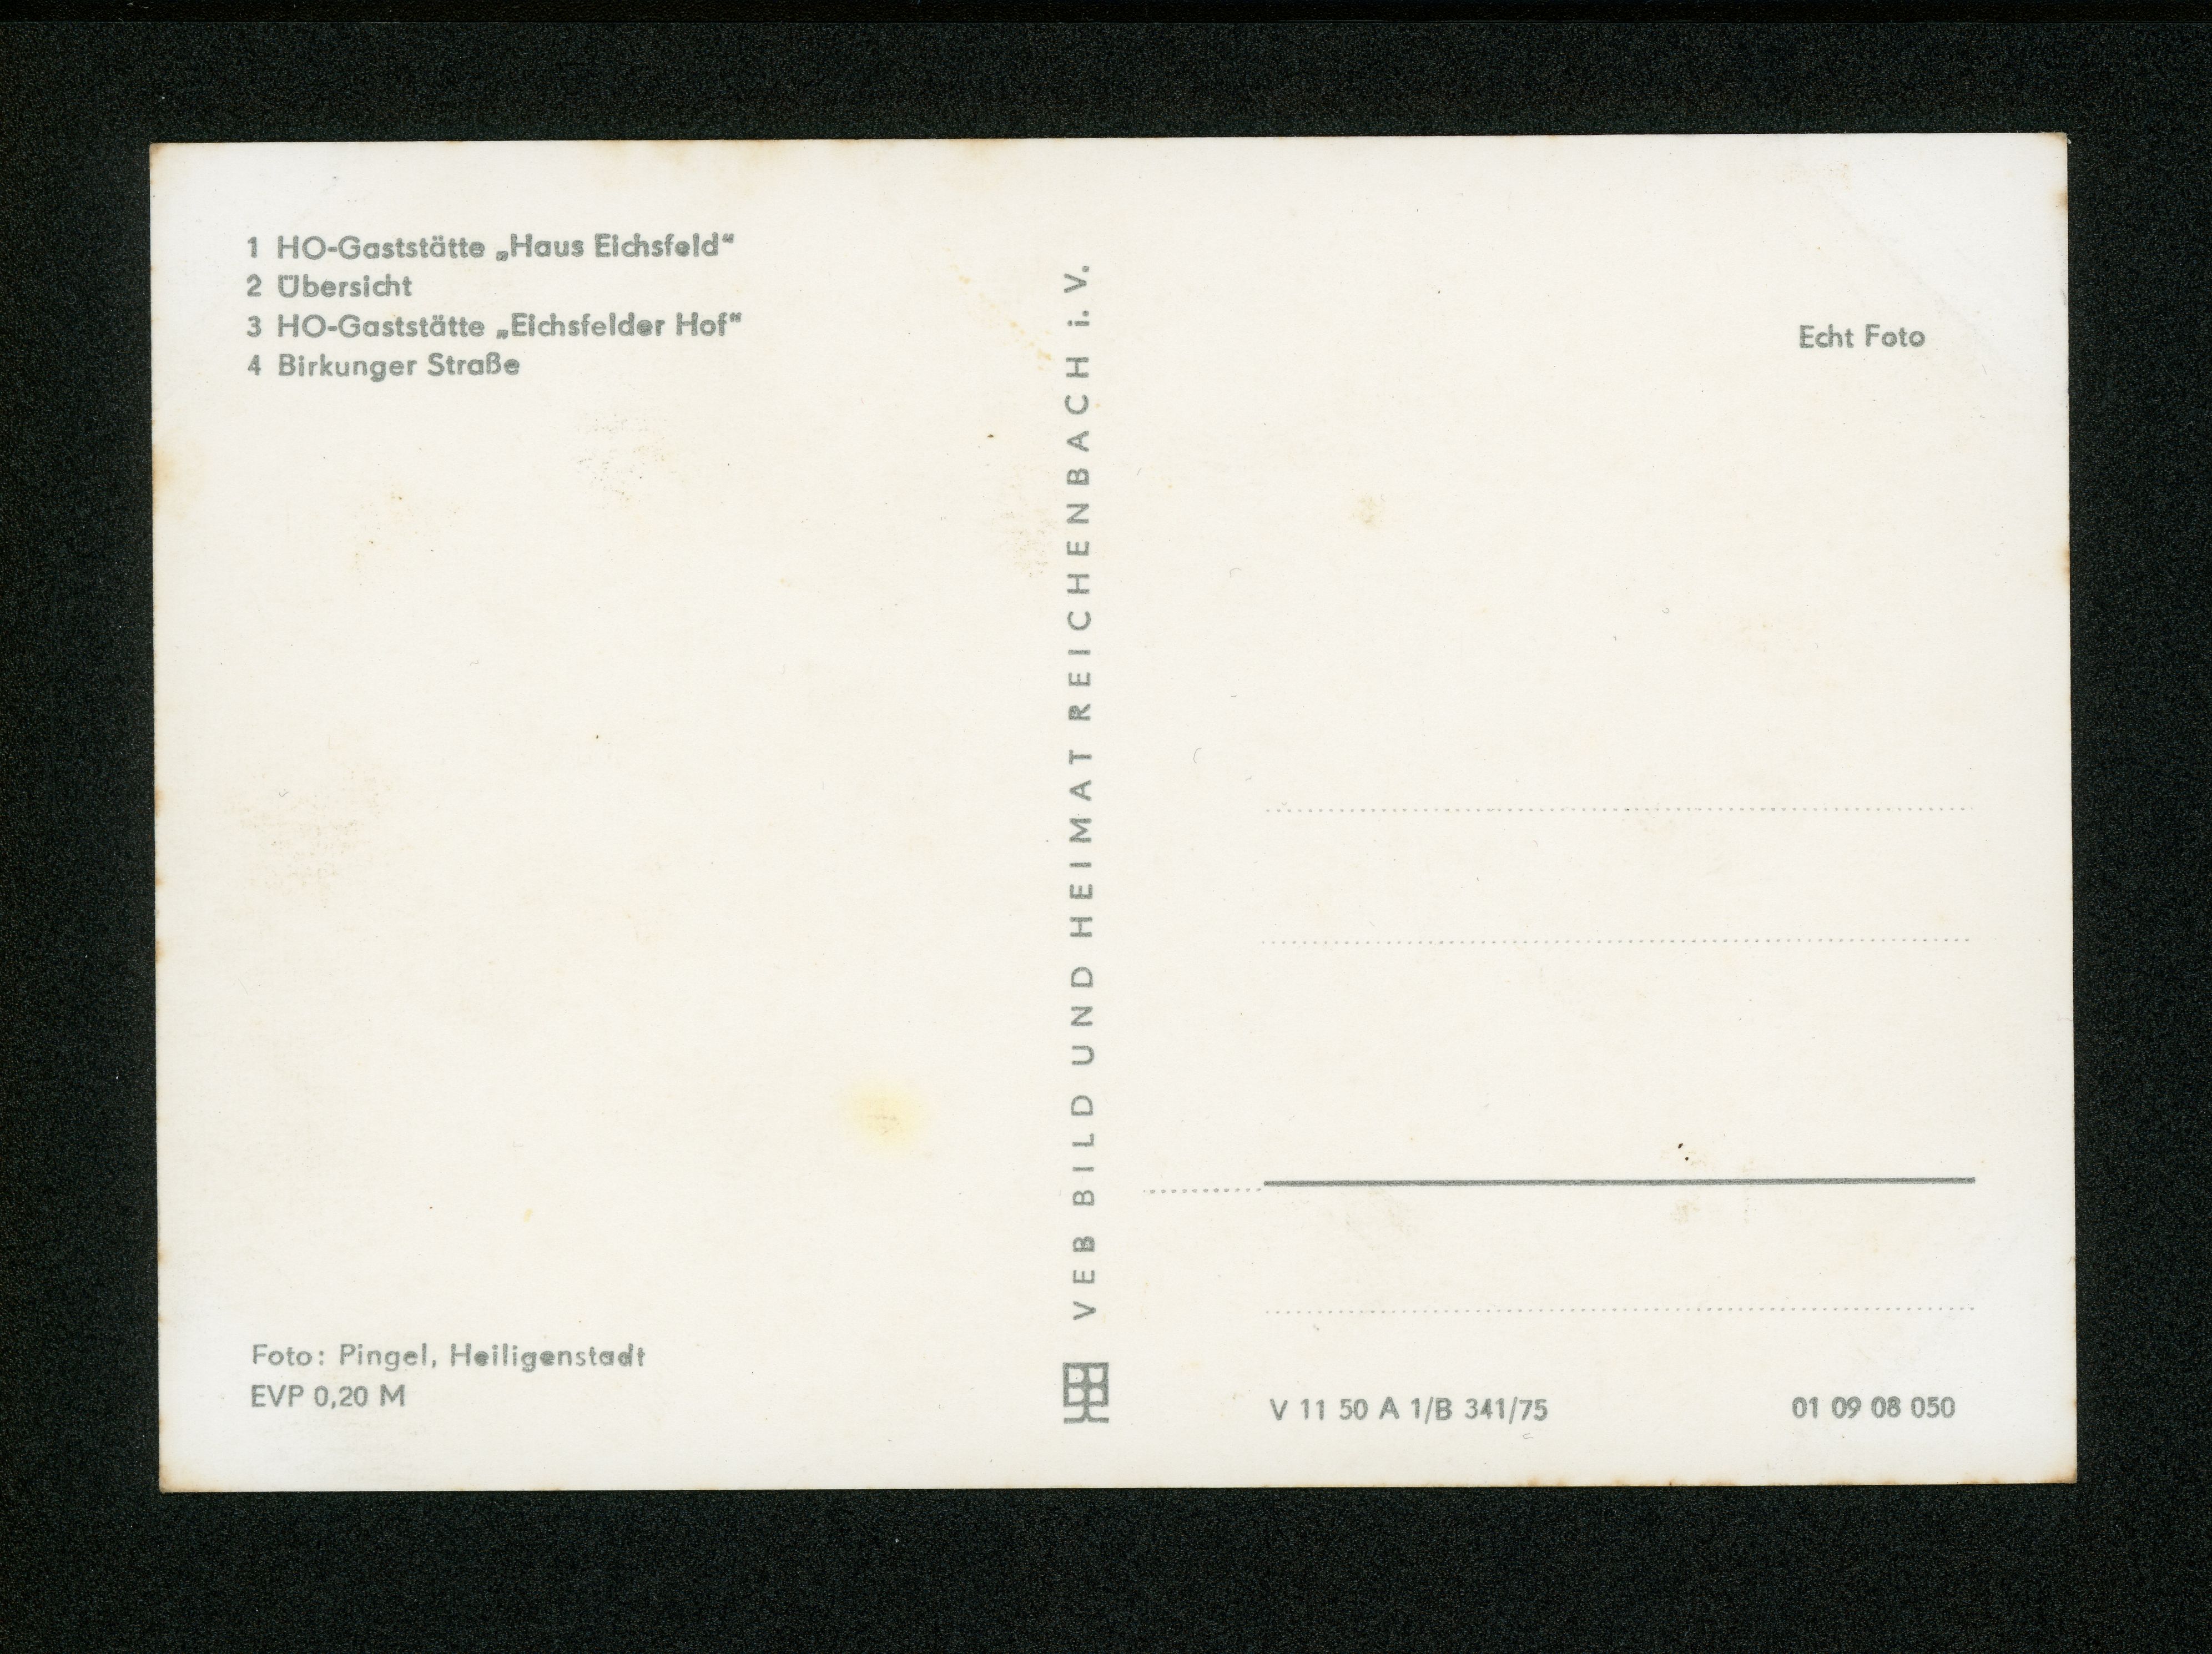 1 HO-Gaststätte „Haus Eichsfeld“
2 Übersicht
3 HO-Gaststätte „Eichsfelder Hof“
4 Birkunger Straße
Foto: Pingel, Heiligenstadt
EVP 0,20 M
VEB BILD UND HEIMAT REICHENBACH i. V.
Echt Foto
V 11 50 A 1/B 341/75
01 09 08 050